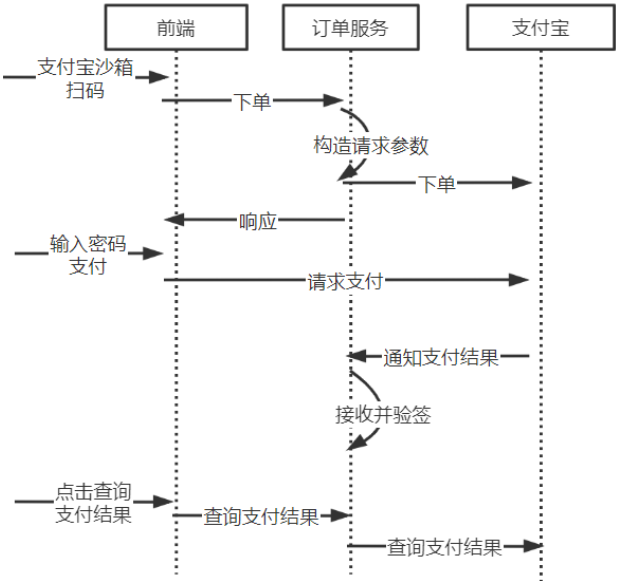 前端
订单服务
支付宝
支付宝沙箱
扫码
下单
构造请求参数
下单
响应
输入密码
支付
请求支付
通知支付结果
接收并验签
点击查询
支付结果
查询支付结果
查询支付结果